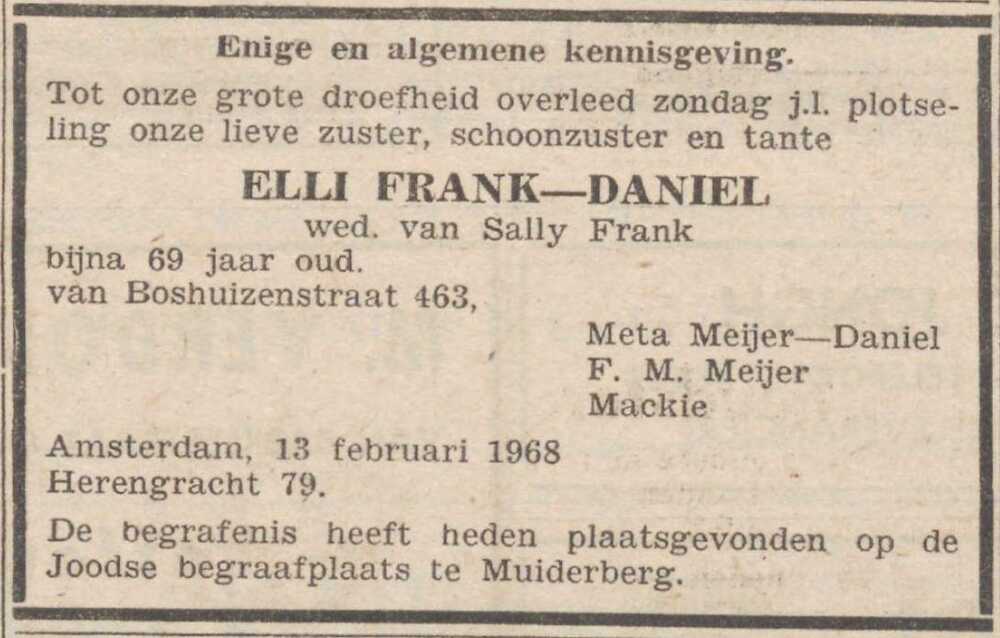 Enige en algemene kennisgeving.
Tot onze grote droefheid overleed zondag j.l. plotse-
ling onze lieve zuster, schoonzuster en tante
ELLI FRANK—DANIEL
wed. van Sally Frank
bijna 69 jaar oud.
van Boshuizenstraat 463,
Meta Meijer—Daniel
F. M. Meijer
Mackie
Amsterdam, 13 februari 1968
Herengracht 79.
De begrafenis heeft heden plaatsgevonden op de
Joodse begraafplaats te Muiderberg.